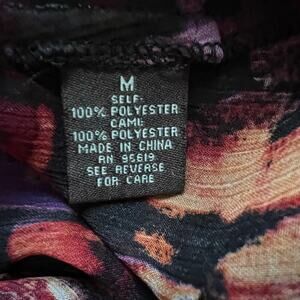 M
SELF.
100% POLYESTER
CAMI.
100% POLYESTER
MADE IN CHINA
RN 95619
SEE REVERSE
FOR CARE